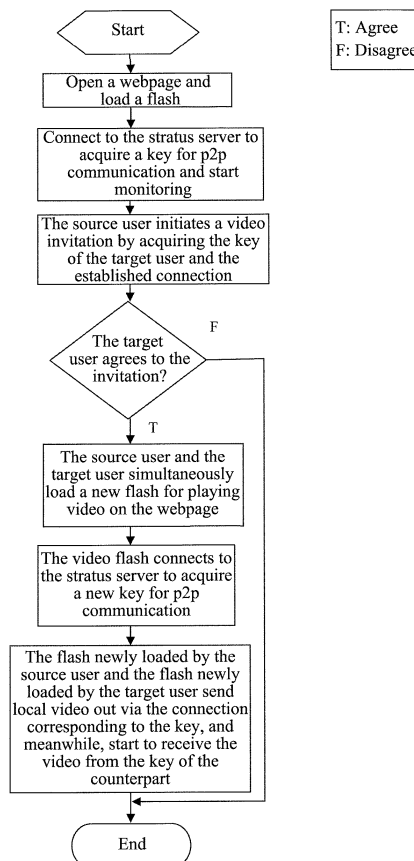 Start
T: Agree
F: Disagree
Open a webpage and
load a flash
Connect to the stratus server to
acquire a key for p2p
communication and start
monitoring
The source user initiates a video
invitation by acquiring the key
of the target user and the
established connection
F
The target
user agrees to the
invitation?
T
The source user and the
target user simultaneously
load a new flash for playing
video on the webpage
The video flash connects to
the stratus server to acquire
a new key for p2p
communication
The flash newly loaded by the
source user and the flash newly
loaded by the target user send
local video out via the connection
corresponding to the key, and
meanwhile, start to receive the
video from the key of the
counterpart
End